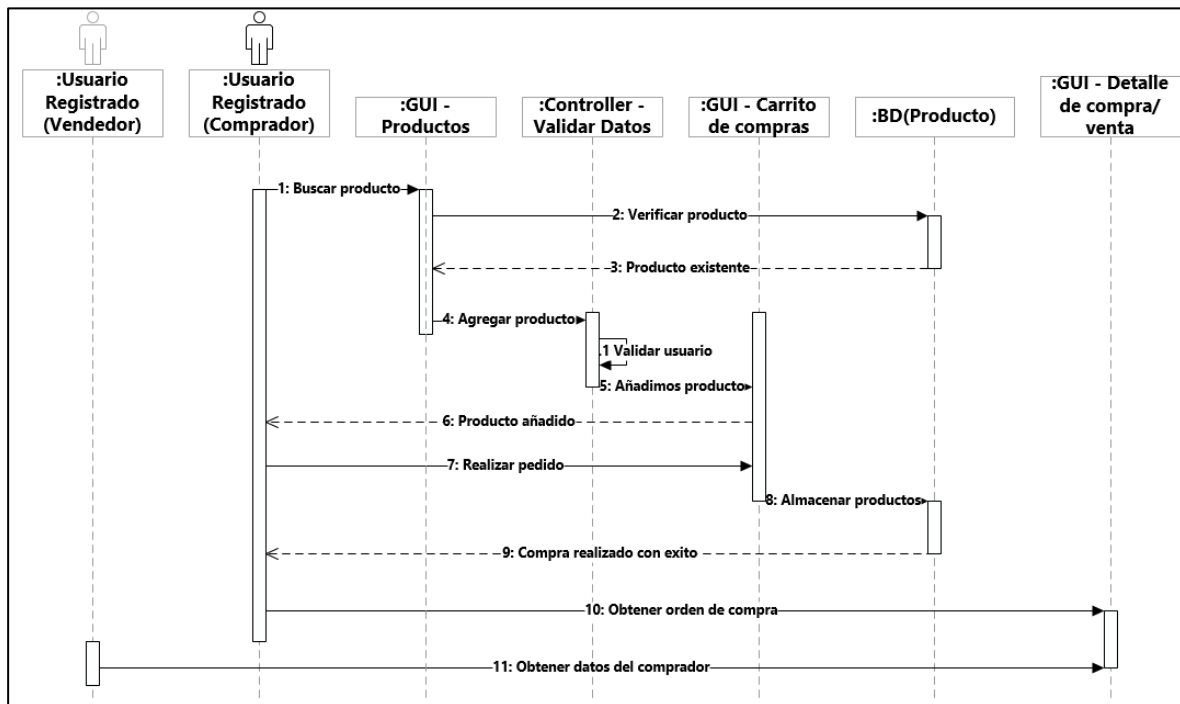 :Usuario
Registrado
(Vendedor)
:Usuario
Registrado
(Comprador)
:GUI -
Productos
:Controller -
Validar Datos
:GUI - Carrito
de compras
:BD(Producto)
:GUI - Detalle
de compra/
venta
1: Buscar producto
2: Verificar producto
3: Producto existente
4: Agregar producto
.1 Validar usuario
5: Añadimos producto
6: Producto añadido
7: Realizar pedido
8: Almacenar productos
9: Compra realizado con exito
10: Obtener orden de compra
11: Obtener datos del comprador